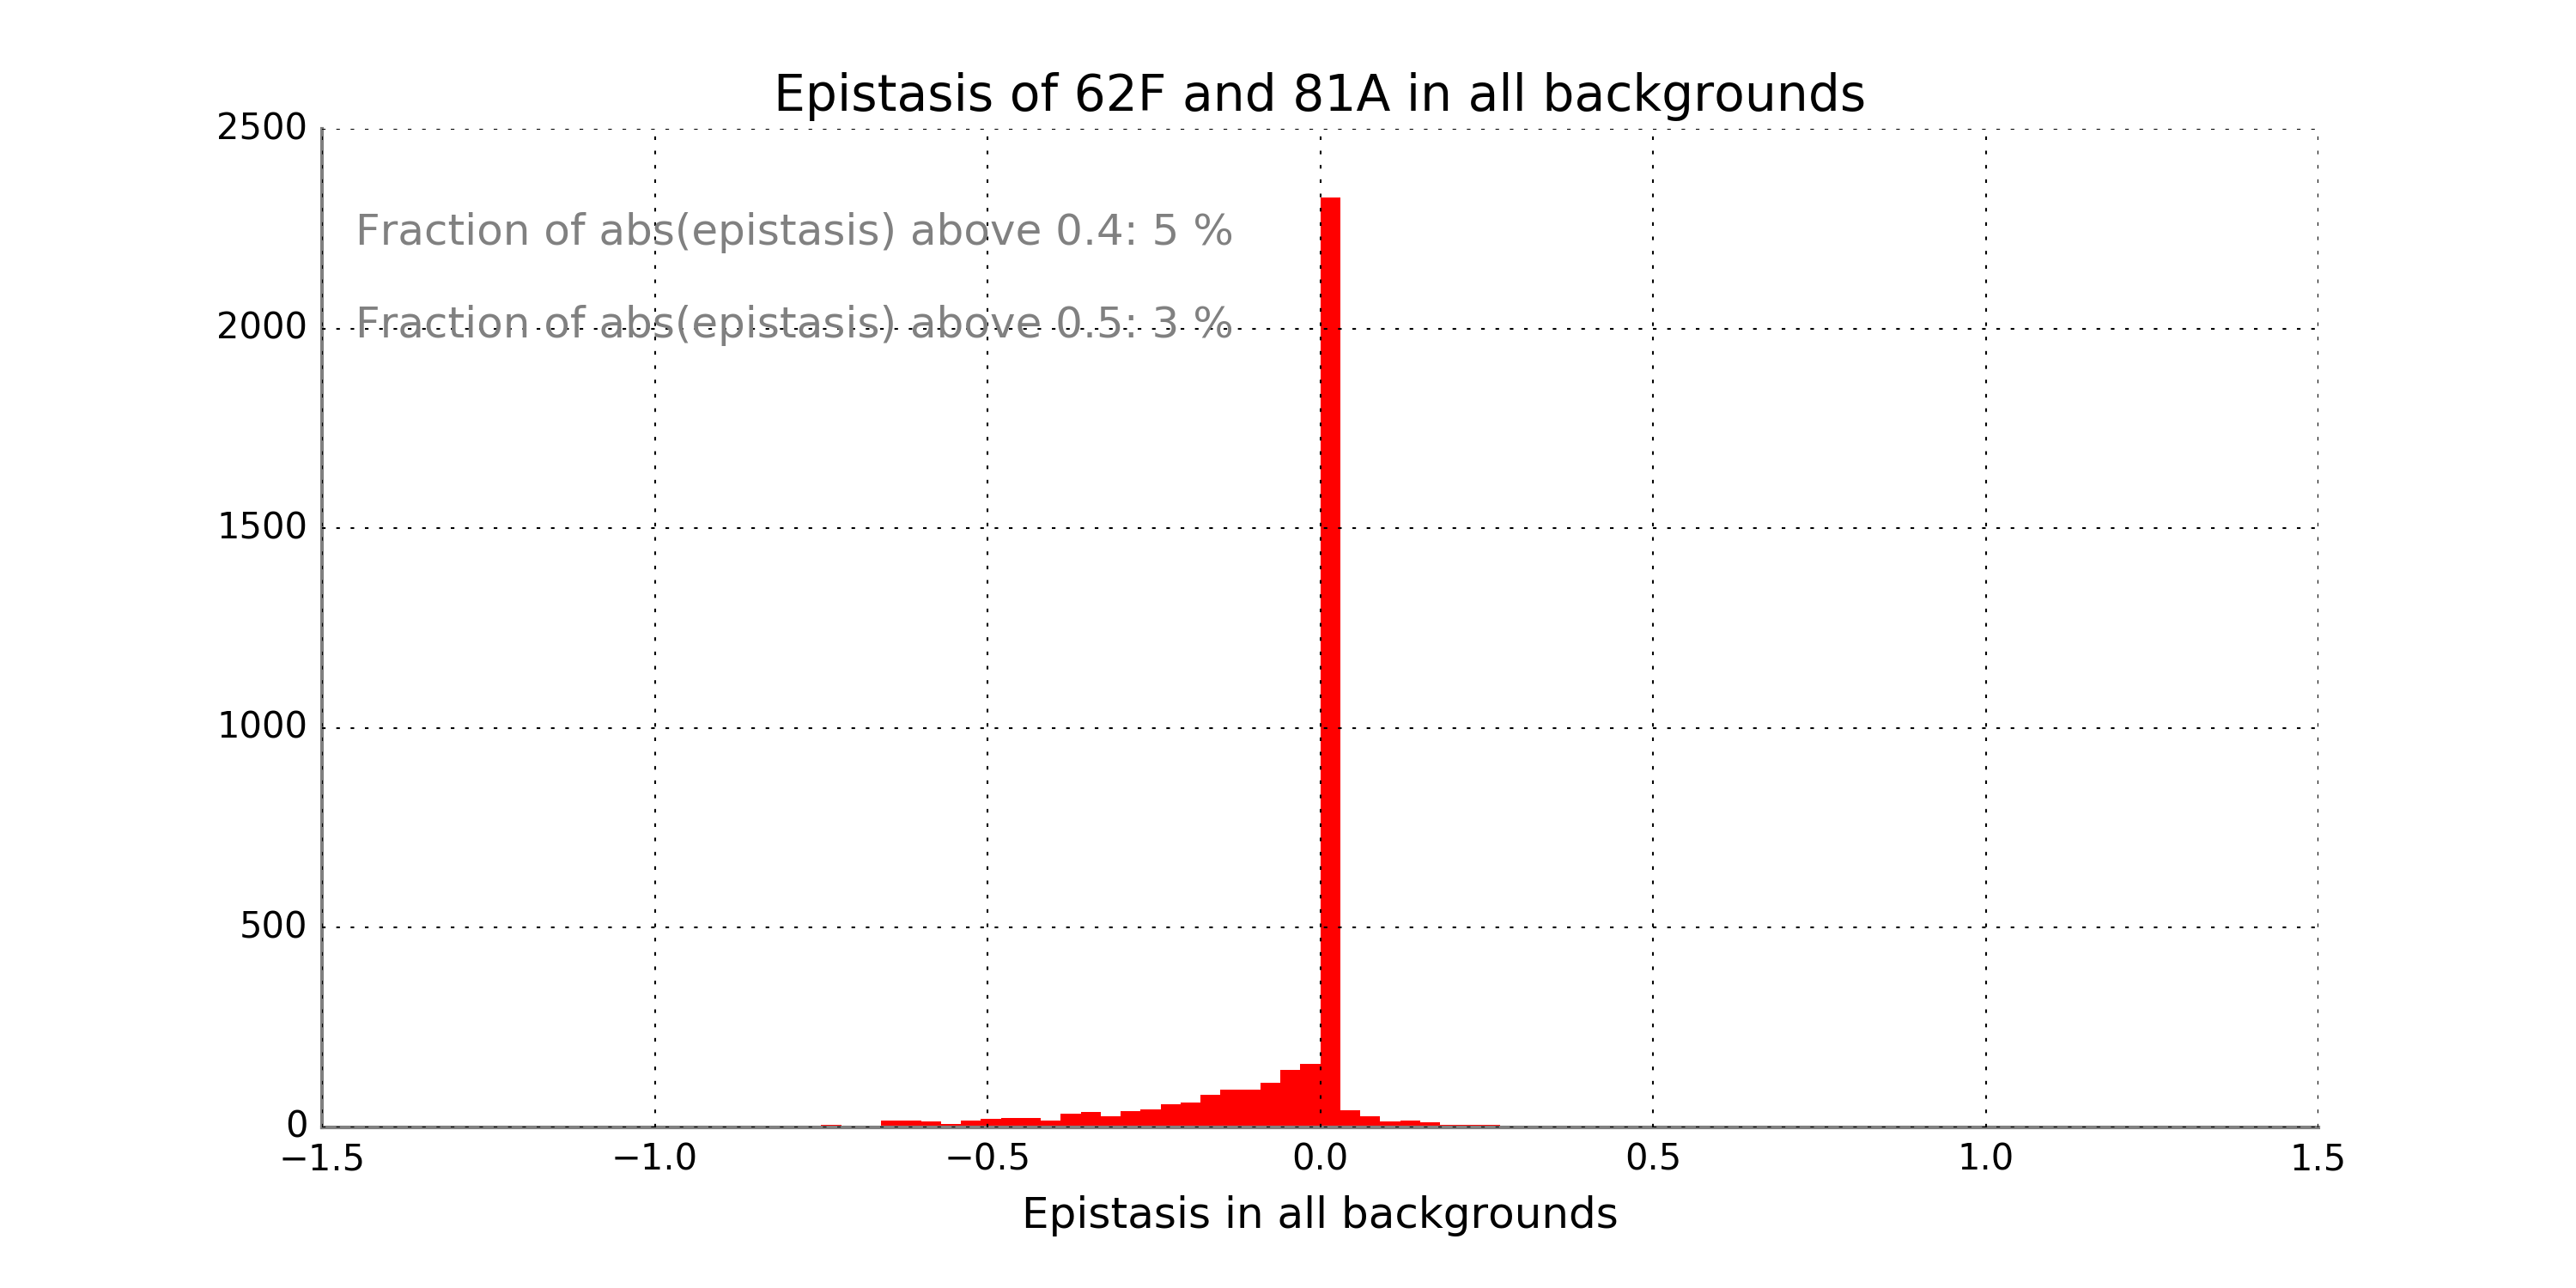 Epistasis of 62F and 81A in all backgrounds
2500
Fraction of abs(epistasis) above 0.4: 5 %
2000
Fraction of abs(epistasis) above 0.5: 3 %
1500
1000
500
0
−1.5 −1.0 −0.5 0.0 0.5 1.0 1.5
Epistasis in all backgrounds